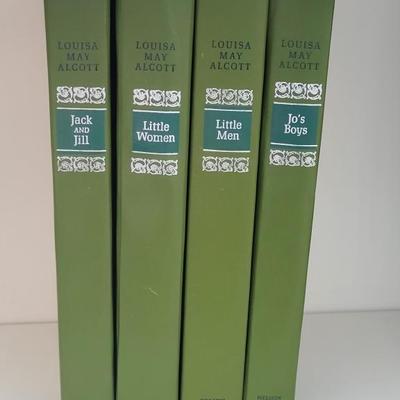 LOUISA
MAY
ALCOTT
Jack
AND
Jill
LOUISA
MAY
ALCOTT
Little
Women
LOUISA
MAY
ALCOTT
Little
Men
LOUISA
MAY
ALCOTT
Jo's
Boys